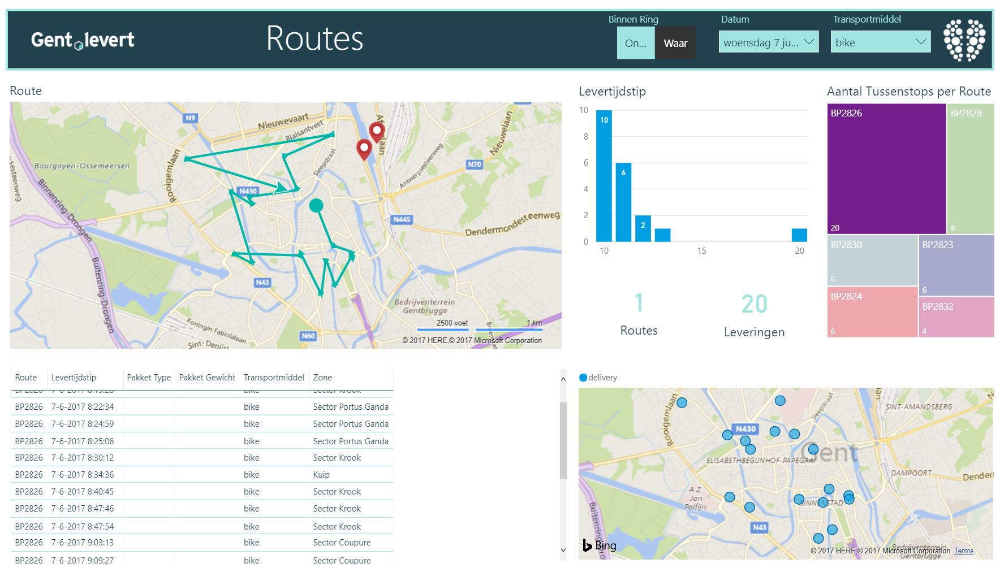 Gent levert
Routes
Binnen Ring
On...
Waar
Datum
woensdag 7 ju...
Transportmiddel
bike
Route
N9
Nieuwevaart
Blaisantvest
Sleepstraat
Antwerpsesteenweg
Nieuwelaan
N70
Bourgoyen-Ossemeersen
Rooigemlaan
Binnenring-Drongen
N430
N445
Dendermondesteenweg
Buitenring-Drongen
N43
Bedrijventerrein
Gentbrugge
Koningin Fabiolalaan
N60
2500 voet
1 km
© 2017 HERE,© 2017 Microsoft Corporation
Levertijdstip
10
8
6
4
2
0
10
6
2
10
15
20
1
Routes
20
Leveringen
Aantal Tussenstops per Route
BP2826
20
BP2829
8
BP2830
6
BP2823
6
BP2824
6
BP2832
4
Route Levertijdstip Pakket Type Pakket Gewicht Transportmiddel Zone
BP2826 7-6-2017 8:19:28 bike Sector Krook
BP2826 7-6-2017 8:22:34 bike Sector Portus Ganda
BP2826 7-6-2017 8:24:59 bike Sector Portus Ganda
BP2826 7-6-2017 8:25:06 bike Sector Portus Ganda
BP2826 7-6-2017 8:30:12 bike Sector Krook
BP2826 7-6-2017 8:34:36 bike Kuip
BP2826 7-6-2017 8:40:45 bike Sector Krook
BP2826 7-6-2017 8:47:46 bike Sector Krook
BP2826 7-6-2017 8:47:54 bike Sector Krook
BP2826 7-6-2017 9:03:13 bike Sector Coupure
BP2826 7-6-2017 9:09:27 bike Sector Coupure
delivery
Rooigemlaan
Sleepstraat
SINT-AMANDSBERG
N430
Gent
ELISABETHBEGIJNHOF-PAPEGAAI
DAMPOORT
A.Z.
Jan
Palfijn
BINNENSTAD
N43
Bing
Bedrijventerrein
Gentbrugge
© 2017 HERE,© 2017 Microsoft Corporation Terms